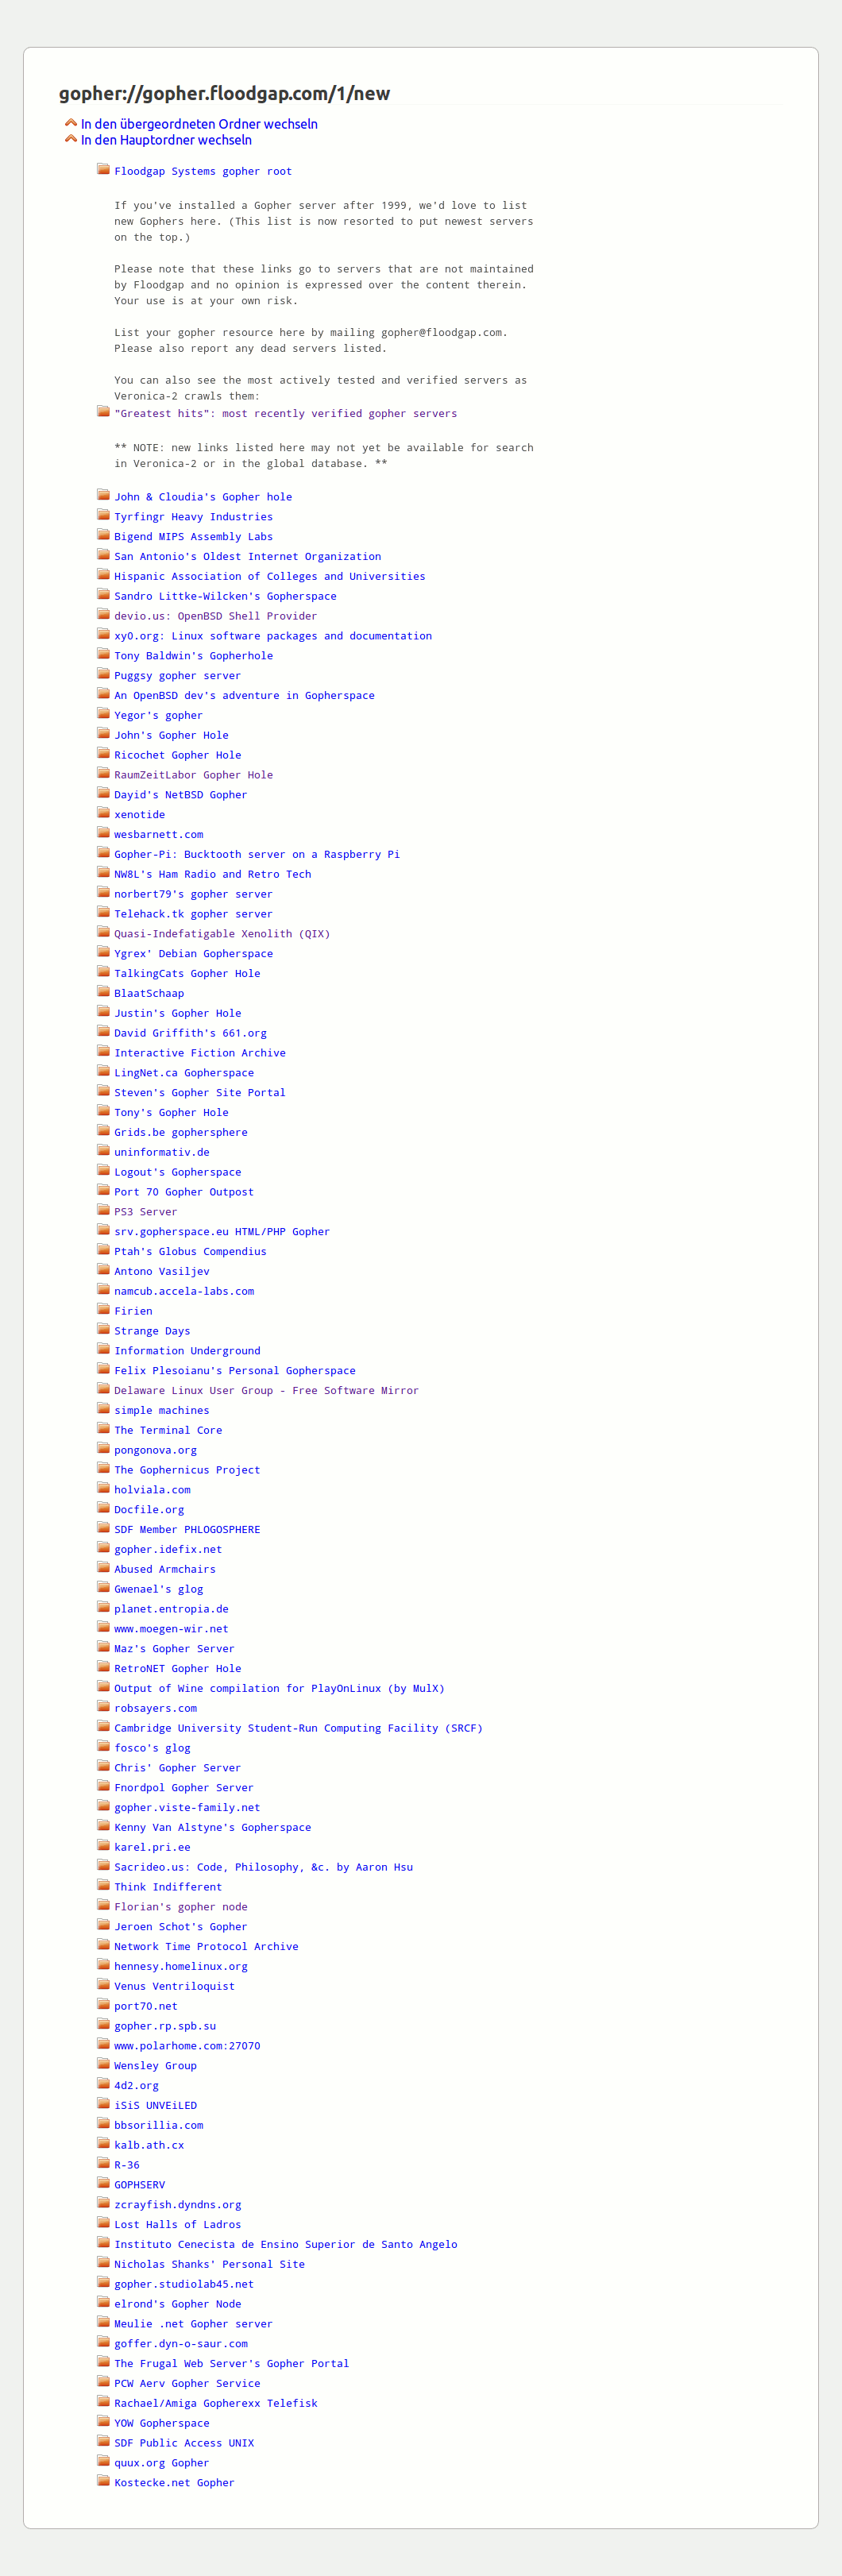 gopher://gopher.floodgap.com/1/new
In den übergeordneten Ordner wechseln
In den Hauptordner wechseln
Floodgap Systems gopher root
If you've installed a Gopher server after 1999, we'd love to list
new Gophers here. (This list is now resorted to put newest servers
on the top.)
Please note that these links go to servers that are not maintained
by Floodgap and no opinion is expressed over the content therein.
Your use is at your own risk.
List your gopher resource here by mailing gopher@floodgap.com.
Please also report any dead servers listed.
You can also see the most actively tested and verified servers as
Veronica-2 crawls them:
"Greatest hits": most recently verified gopher servers
** NOTE: new links listed here may not yet be available for search
in Veronica-2 or in the global database. **
John & Cloudia's Gopher hole
Tyrfingr Heavy Industries
Bigend MIPS Assembly Labs
San Antonio's Oldest Internet Organization
Hispanic Association of Colleges and Universities
Sandro Littke-Wilcken's Gopherspace
devio.us: OpenBSD Shell Provider
xy0.org: Linux software packages and documentation
Tony Baldwin's Gopherhole
Puggsy gopher server
An OpenBSD dev's adventure in Gopherspace
Yegor's gopher
John's Gopher Hole
Ricochet Gopher Hole
RaumZeitLabor Gopher Hole
Dayid's NetBSD Gopher
xenotide
wesbarnett.com
Gopher-Pi: Bucktooth server on a Raspberry Pi
NW8L's Ham Radio and Retro Tech
norbert79's gopher server
Telehack.tk gopher server
Quasi-Indefatigable Xenolith (QIX)
Ygrex' Debian Gopherspace
TalkingCats Gopher Hole
BlaatSchaap
Justin's Gopher Hole
David Griffith's 661.org
Interactive Fiction Archive
LingNet.ca Gopherspace
Steven's Gopher Site Portal
Tony's Gopher Hole
Grids.be gophersphere
uninformativ.de
Logout's Gopherspace
Port 70 Gopher Outpost
PS3 Server
srv.gopherspace.eu HTML/PHP Gopher
Ptah's Globus Compendius
Antono Vasiljev
namcub.accela-labs.com
Firien
Strange Days
Information Underground
Felix Plesoianu's Personal Gopherspace
Delaware Linux User Group - Free Software Mirror
simple machines
The Terminal Core
pongonova.org
The Gophernicus Project
holviala.com
Docfile.org
SDF Member PHLOGOSPHERE
gopher.idefix.net
Abused Armchairs
Gwenael's glog
planet.entropia.de
www.moegen-wir.net
Maz's Gopher Server
RetroNET Gopher Hole
Output of Wine compilation for PlayOnLinux (by MulX)
robsayers.com
Cambridge University Student-Run Computing Facility (SRCF)
fosco's glog
Chris' Gopher Server
Fnordpol Gopher Server
gopher.viste-family.net
Kenny Van Alstyne's Gopherspace
karel.pri.ee
Sacrideo.us: Code, Philosophy, &c. by Aaron Hsu
Think Indifferent
Florian's gopher node
Jeroen Schot's Gopher
Network Time Protocol Archive
hennesy.homelinux.org
Venus Ventriloquist
port70.net
gopher.rp.spb.su
www.polarhome.com:27070
Wensley Group
4d2.org
iSiS UNVEiLED
bbsorillia.com
kalb.ath.cx
R-36
GOPHSERV
zcrayfish.dyndns.org
Lost Halls of Ladros
Instituto Cenecista de Ensino Superior de Santo Angelo
Nicholas Shanks' Personal Site
gopher.studiolab45.net
elrond's Gopher Node
Meulie .net Gopher server
goffer.dyn-o-saur.com
The Frugal Web Server's Gopher Portal
PCW Aerv Gopher Service
Rachael/Amiga Gopherexx Telefisk
YOW Gopherspace
SDF Public Access UNIX
quux.org Gopher
Kostecke.net Gopher